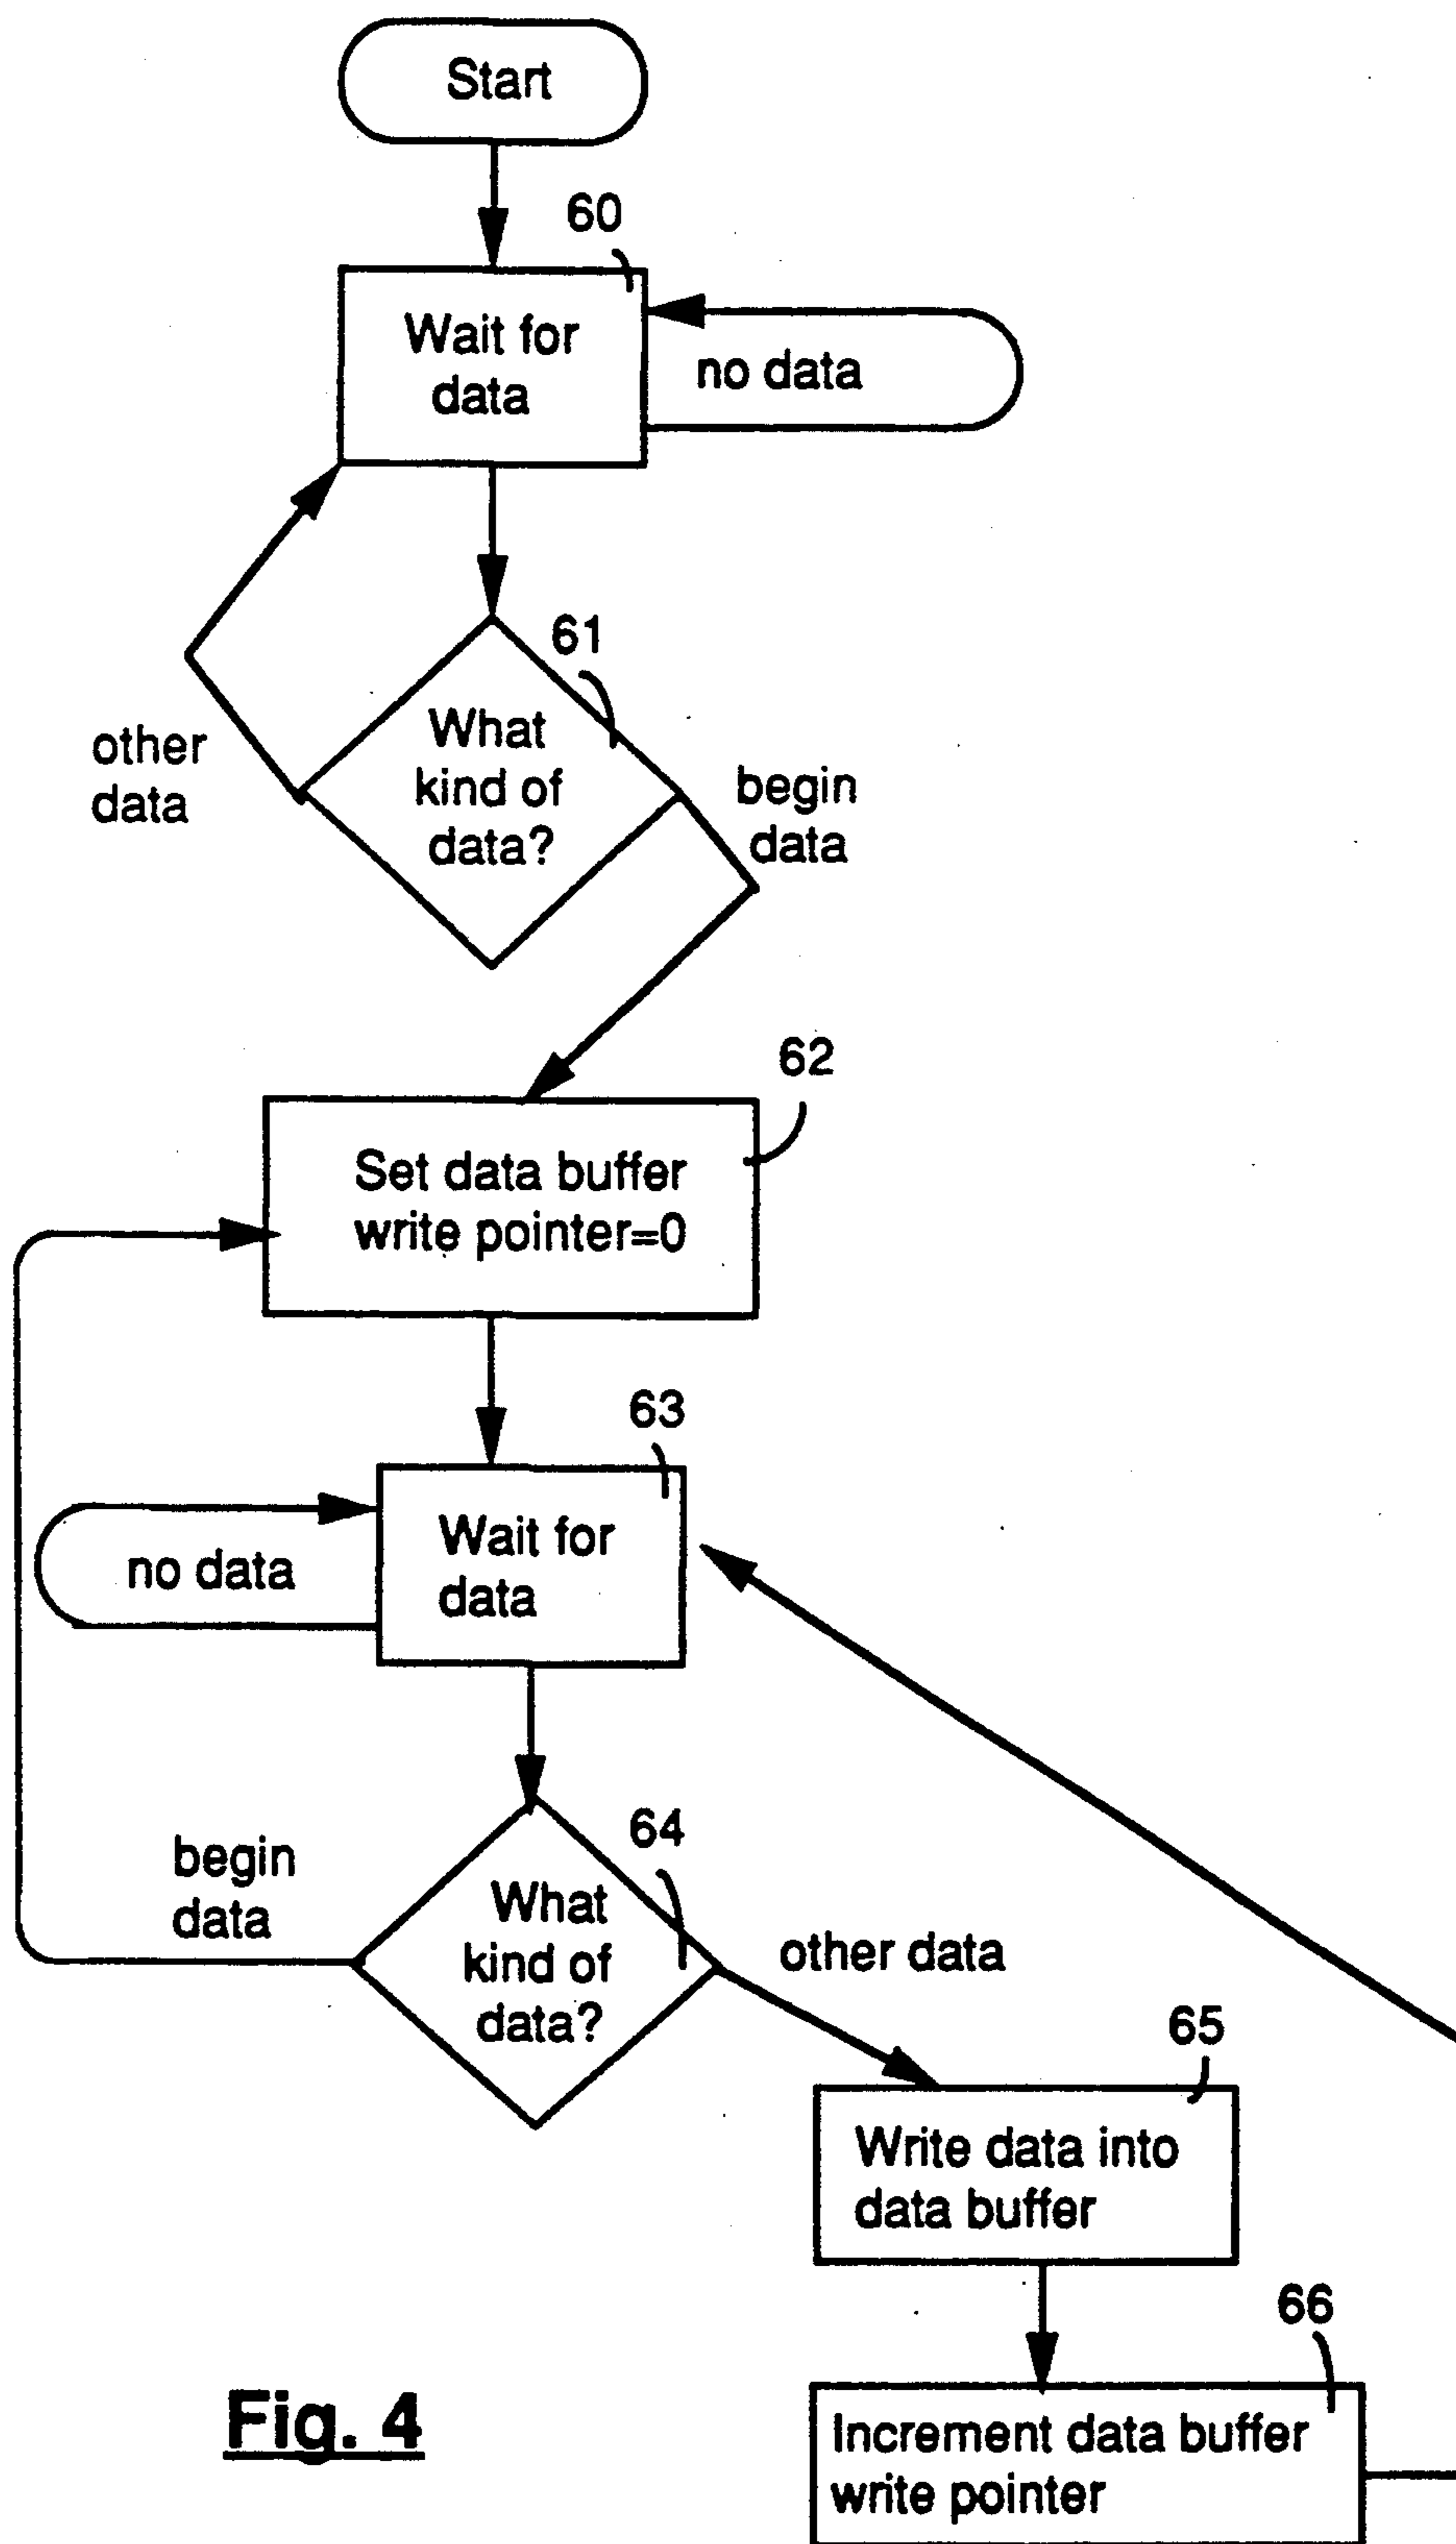 Start
60
Wait for
data
no data
61
What
kind of
data?
other
data
begin
data
62
Set data buffer
write pointer=0
63
Wait for
data
no data
64
What
kind of
data?
begin
data
other data
65
Write data into
data buffer
66
Increment data buffer
write pointer
Fig. 4